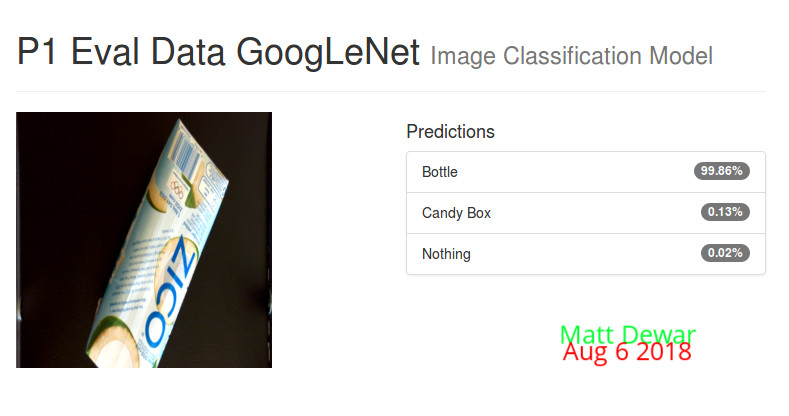 P1 Eval Data GoogLeNet Image Classification Model
ZICO
Predictions
Bottle 99.86%
Candy Box 0.13%
Nothing 0.02%
Matt Dewar
Aug 6 2018